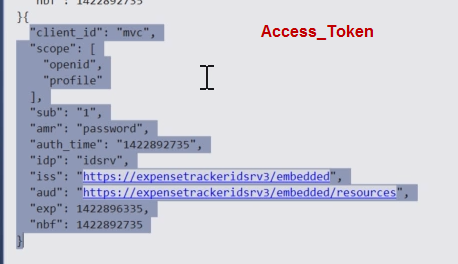 "nbf": 1422892735
}{
"client_id": "mvc",
Access_Token
"scope": [
"openid",
"profile"
],
"sub": "1",
"amr": "password",
"auth_time": "1422892735",
"idp": "idsrv",
"iss": "https://expensetrackeridsrv3/embedded",
"aud": "https://expensetrackeridsrv3/embedded/resources",
"exp": 1422896335,
"nbf": 1422892735
}